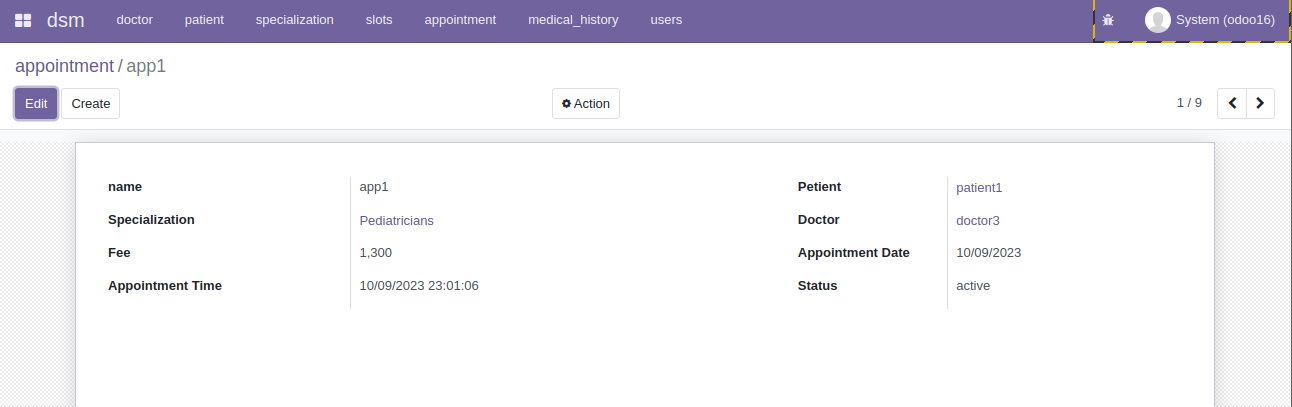 dsm doctor patient specialization slots appointment medical_history users System (odoo16)
appointment / app1
Edit Create Action 1 / 9
name app1 Petient patient1
Specialization Pediatricians Doctor doctor3
Fee 1,300 Appointment Date 10/09/2023
Appointment Time 10/09/2023 23:01:06 Status active